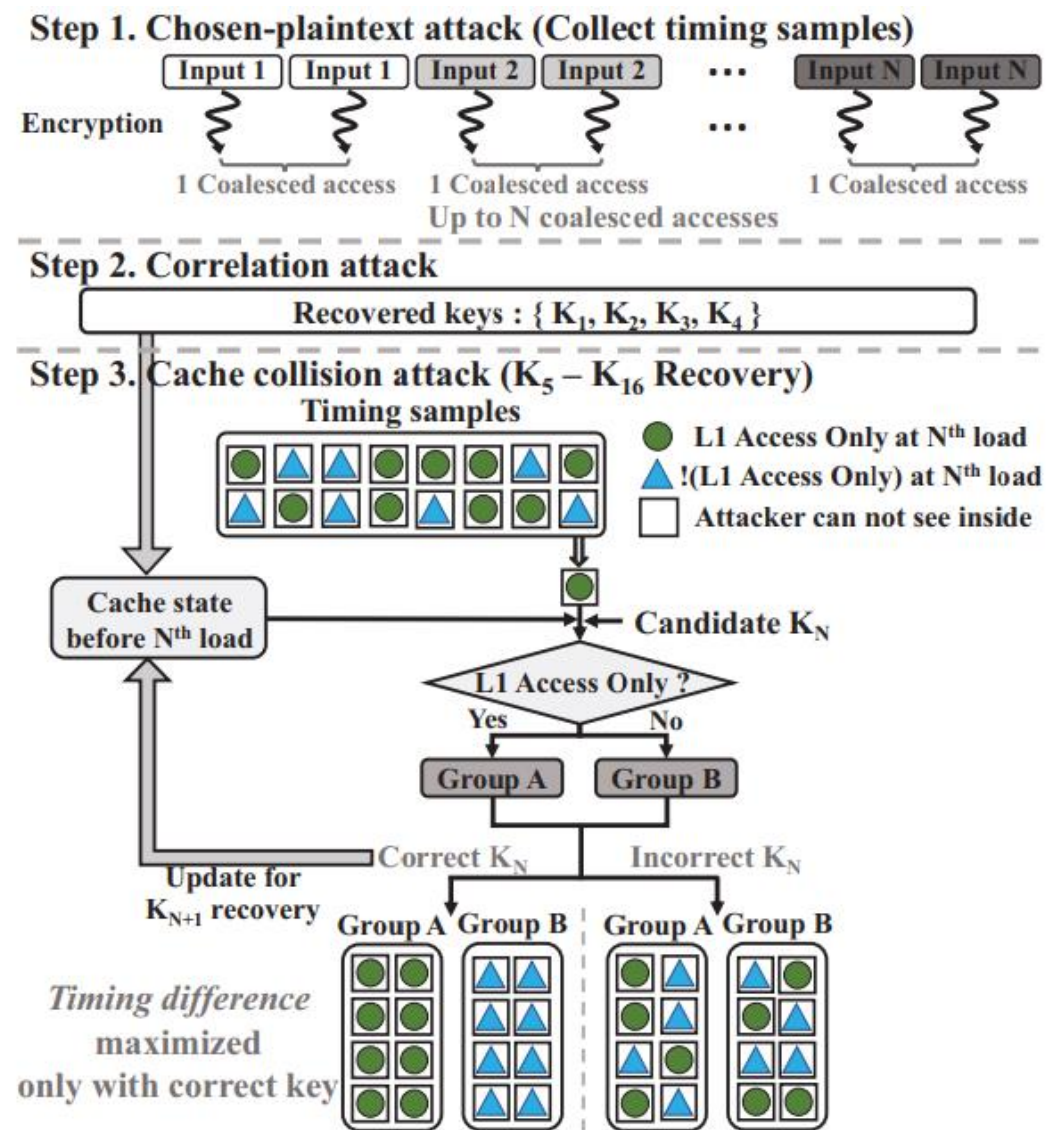 Step 1. Chosen-plaintext attack (Collect timing samples)
Input 1 Input 1 Input 2 Input 2 ... Input N Input N
Encryption ...
1 Coalesced access 1 Coalesced access 1 Coalesced access
Up to N coalesced accesses
Step 2. Correlation attack
Recovered keys : { K₁, K₂, K₃, K₄ }
Step 3. Cache collision attack (K₅ – K₁₆ Recovery)
Timing samples
L1 Access Only at Nᵗʰ load
!(L1 Access Only) at Nᵗʰ load
Attacker can not see inside
Cache state
before Nᵗʰ load
Candidate K_N
L1 Access Only ?
Yes No
Group A Group B
Correct K_N Incorrect K_N
Update for
K_{N+1} recovery
Group A Group B Group A Group B
Timing difference
maximized
only with correct key